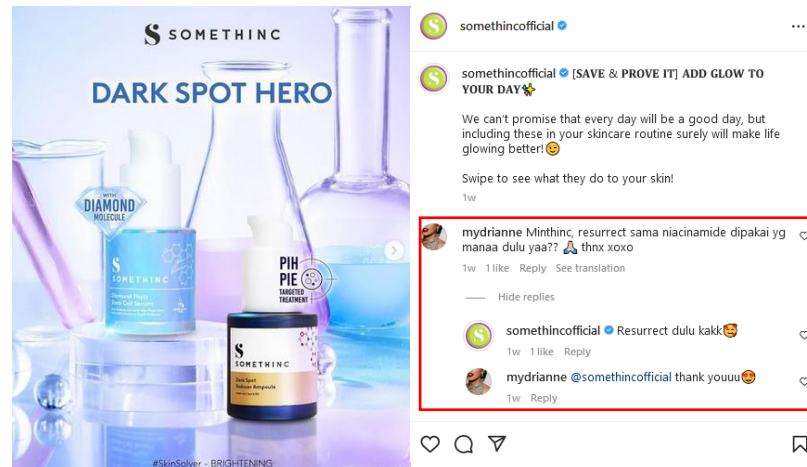 SOMETHINC
DARK SPOT HERO
WITH
DIAMOND
MOLECULE
S
SOMETHINC
Diamond Phyto
Stem Cell Serum
PIH
PIE
TARGETED
TREATMENT
S
SOMETHINC
Dark Spot
Reducer Ampoule
#SkinSolver - BRIGHTENING
somethincofficial
somethincofficial [SAVE & PROVE IT] ADD GLOW TO
YOUR DAY✨
We can't promise that every day will be a good day, but
including these in your skincare routine surely will make life
glowing better!😉
Swipe to see what they do to your skin!
1w
mydrianne Minthinc, resurrect sama niacinamide dipakai yg
manaa dulu yaa?? 🙏🏻 thnx xoxo
1w 1 like Reply See translation
Hide replies
somethincofficial Resurrect dulu kakk🥰
1w 1 like Reply
mydrianne @somethincofficial thank youuu😍
1w Reply